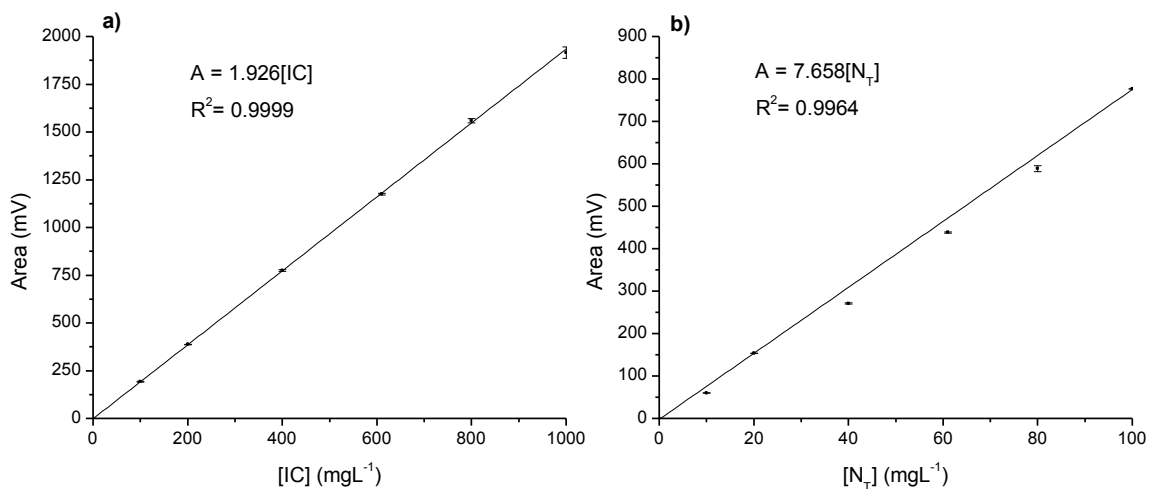 a)
A = 1.926[IC]
R²= 0.9999
2000
1750
1500
1250
1000
750
500
250
0
0 200 400 600 800 1000
Area (mV)
[IC] (mgL⁻¹)
b)
A = 7.658[N_T]
R²= 0.9964
900
800
700
600
500
400
300
200
100
0
0 20 40 60 80 100
Area (mV)
[N_T] (mgL⁻¹)